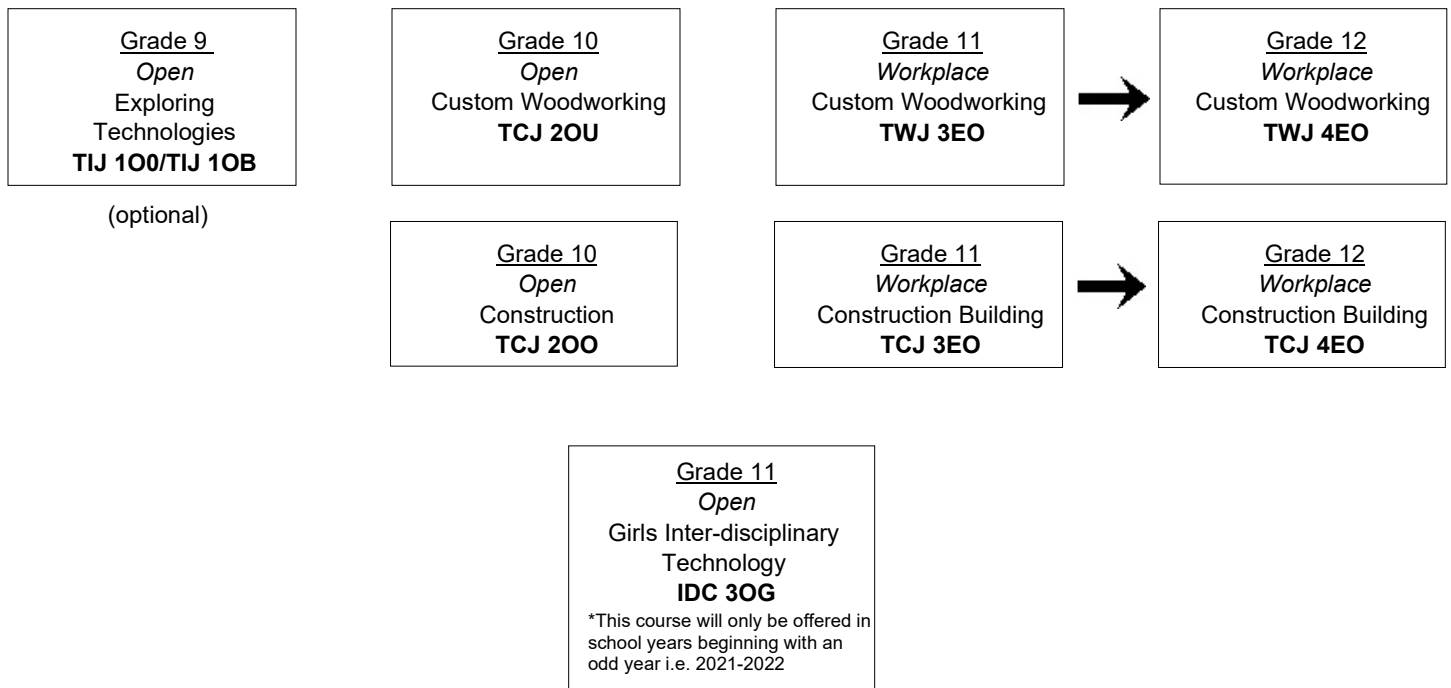 Grade 9
Open
Exploring
Technologies
TIJ 1O0/TIJ 1OB
(optional)
Grade 10
Open
Custom Woodworking
TCJ 2OU
Grade 11
Workplace
Custom Woodworking
TWJ 3EO
Grade 12
Workplace
Custom Woodworking
TWJ 4EO
Grade 10
Open
Construction
TCJ 2OO
Grade 11
Workplace
Construction Building
TCJ 3EO
Grade 12
Workplace
Construction Building
TCJ 4EO
Grade 11
Open
Girls Inter-disciplinary
Technology
IDC 3OG
*This course will only be offered in
school years beginning with an
odd year i.e. 2021-2022